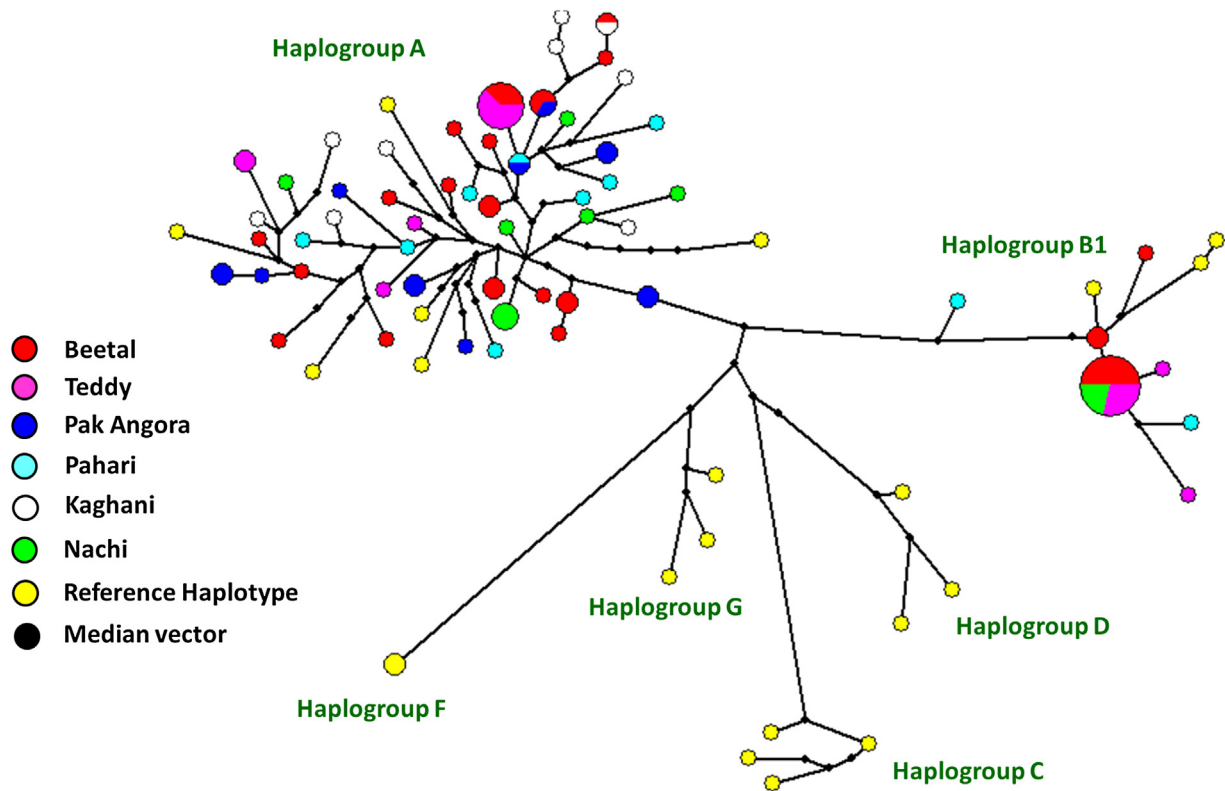 Haplogroup A
Haplogroup B1
Beetal
Teddy
Pak Angora
Pahari
Kaghani
Nachi
Reference Haplotype
Median vector
Haplogroup G
Haplogroup D
Haplogroup F
Haplogroup C